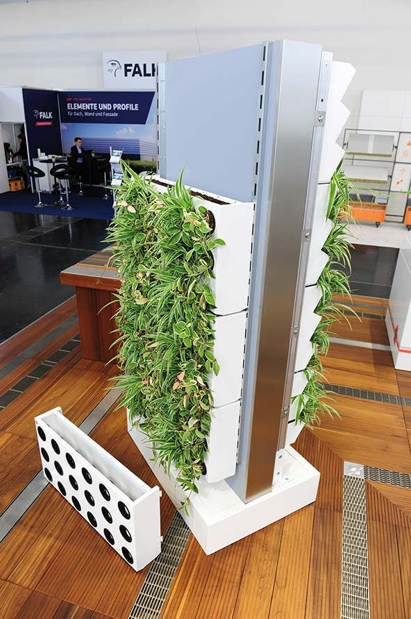 FALK
ELEMENTE UND PROFILE
für Dach, Wand und Fassade
FALK